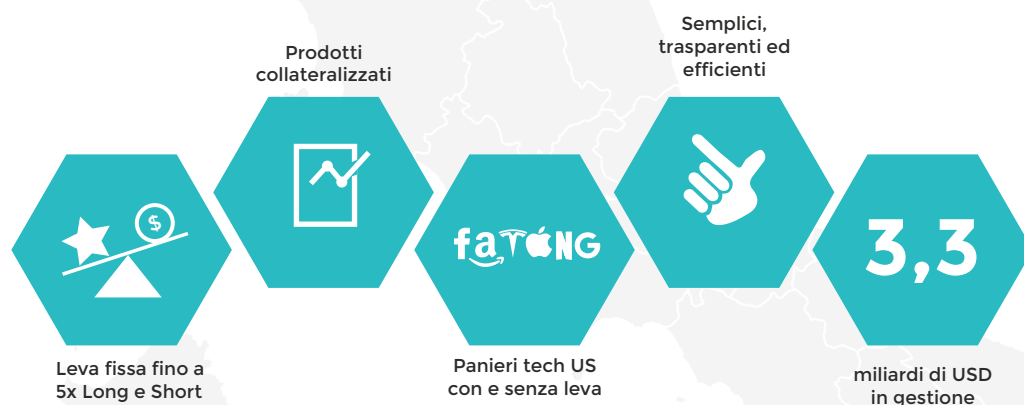 Leva fissa fino a
5x Long e Short
Prodotti
collateralizzati
$
faTNG
Panieri tech US
con e senza leva
Semplici,
trasparenti ed
efficienti
3,3
miliardi di USD
in gestione